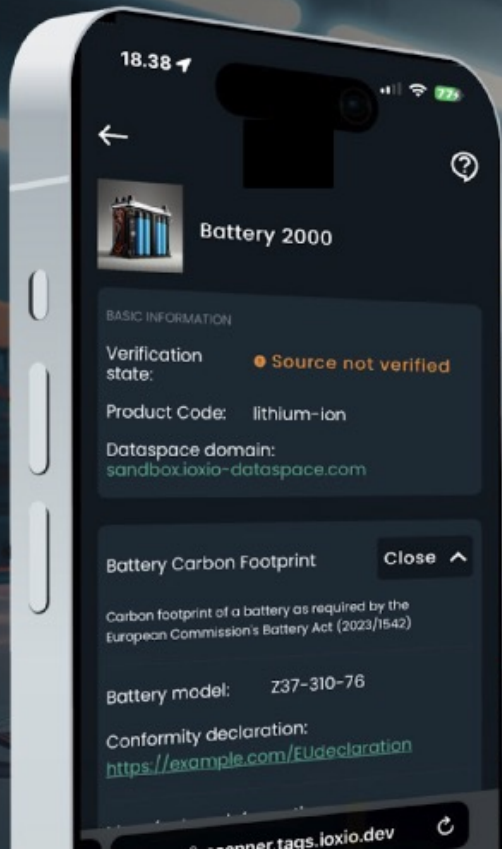 18.38
77
Battery 2000
BASIC INFORMATION
Verification
state:
Source not verified
Product Code: lithium-ion
Dataspace domain:
sandbox.ioxio-dataspace.com
Battery Carbon Footprint
Close
Carbon footprint of a battery as required by the
European Commission's Battery Act (2023/1542)
Battery model: Z37-310-76
Conformity declaration:
https://example.com/EUdeclaration
tags.ioxio.dev